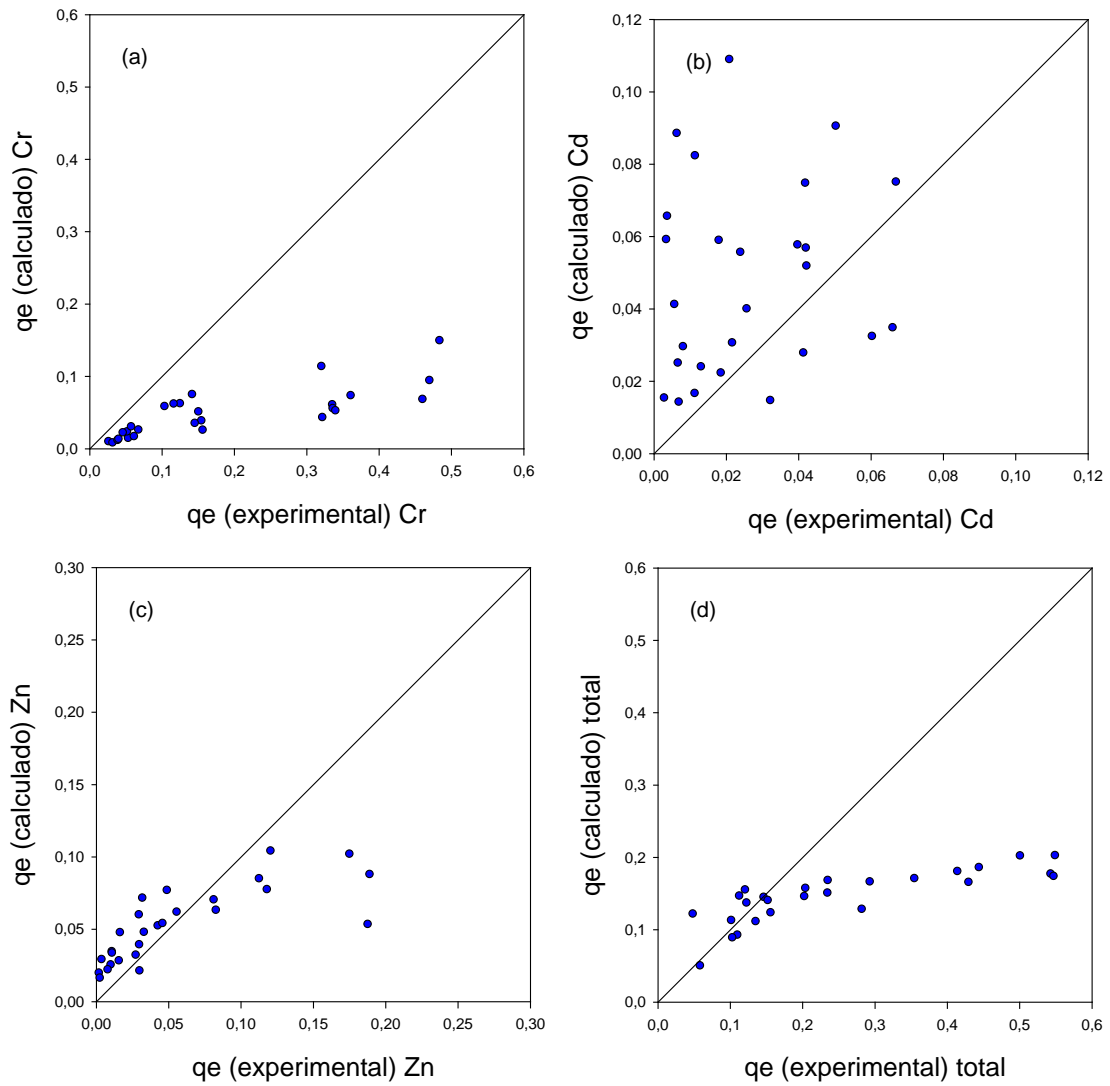 0,6
0,5
0,4
0,3
0,2
0,1
0,0
0,0 0,1 0,2 0,3 0,4 0,5 0,6
(a)
qe (calculado) Cr
qe (experimental) Cr
0,12
0,10
0,08
0,06
0,04
0,02
0,00
0,00 0,02 0,04 0,06 0,08 0,10 0,12
(b)
qe (calculado) Cd
qe (experimental) Cd
0,30
0,25
0,20
0,15
0,10
0,05
0,00
0,00 0,05 0,10 0,15 0,20 0,25 0,30
(c)
qe (calculado) Zn
qe (experimental) Zn
0,6
0,5
0,4
0,3
0,2
0,1
0,0
0,0 0,1 0,2 0,3 0,4 0,5 0,6
(d)
qe (calculado) total
qe (experimental) total